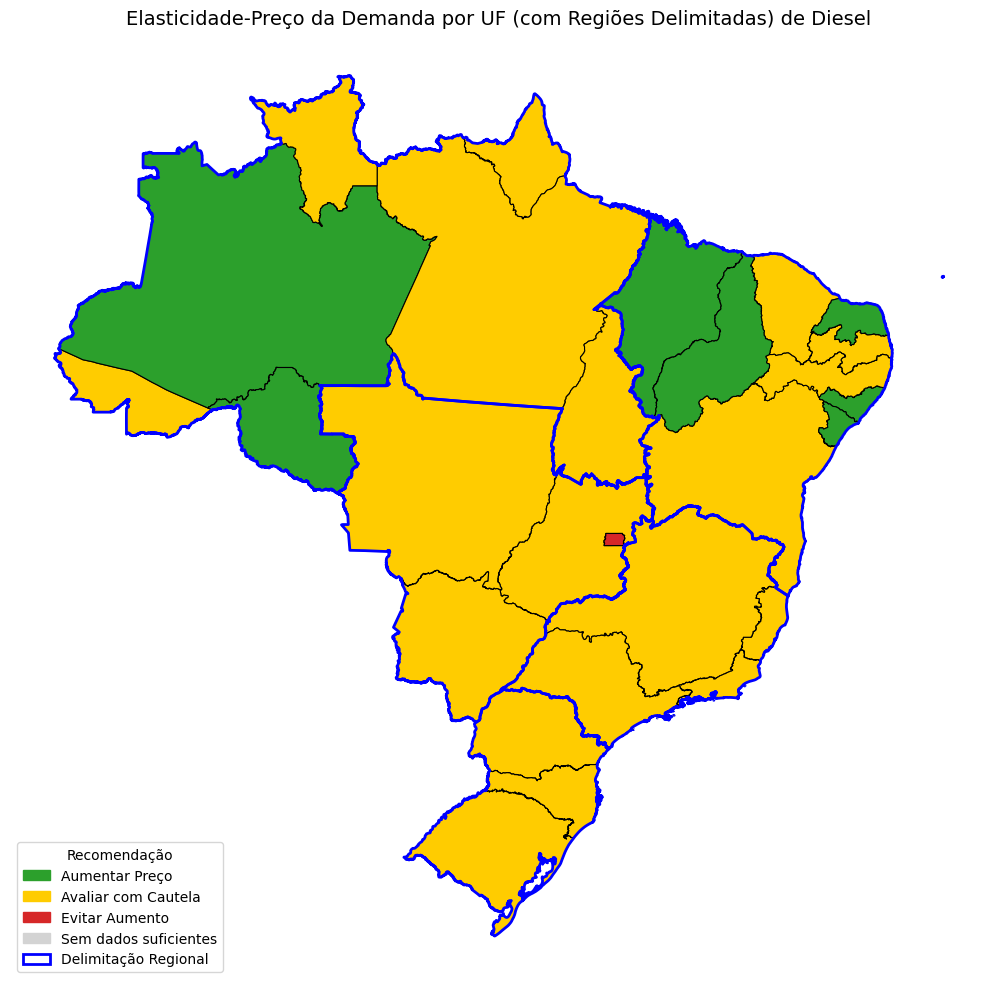 Elasticidade-Preço da Demanda por UF (com Regiões Delimitadas) de Diesel
Recomendação
Aumentar Preço
Avaliar com Cautela
Evitar Aumento
Sem dados suficientes
Delimitação Regional